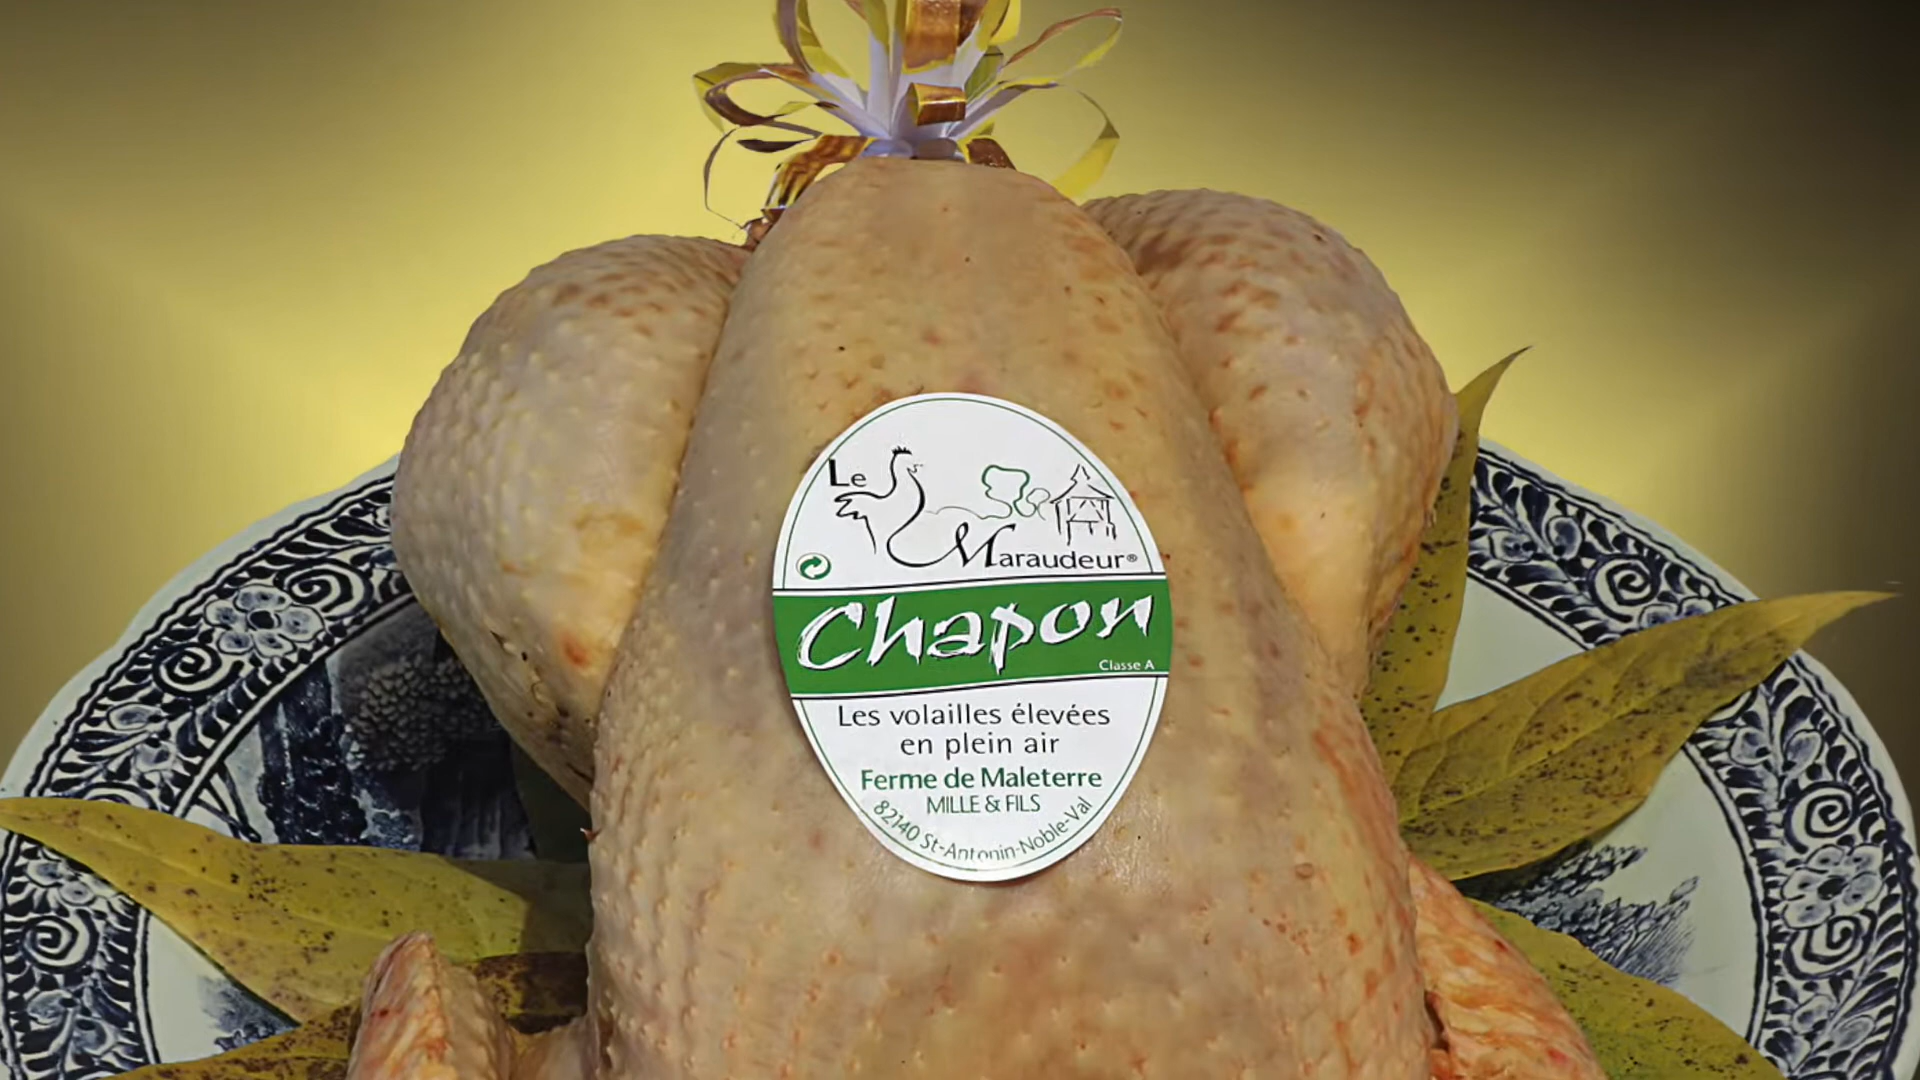 Le
Maraudeur®
Chapon
Classe A
Les volailles élevées
en plein air
Ferme de Maleterre
MILLE & FILS
82140 St-Antonin-Noble-Val